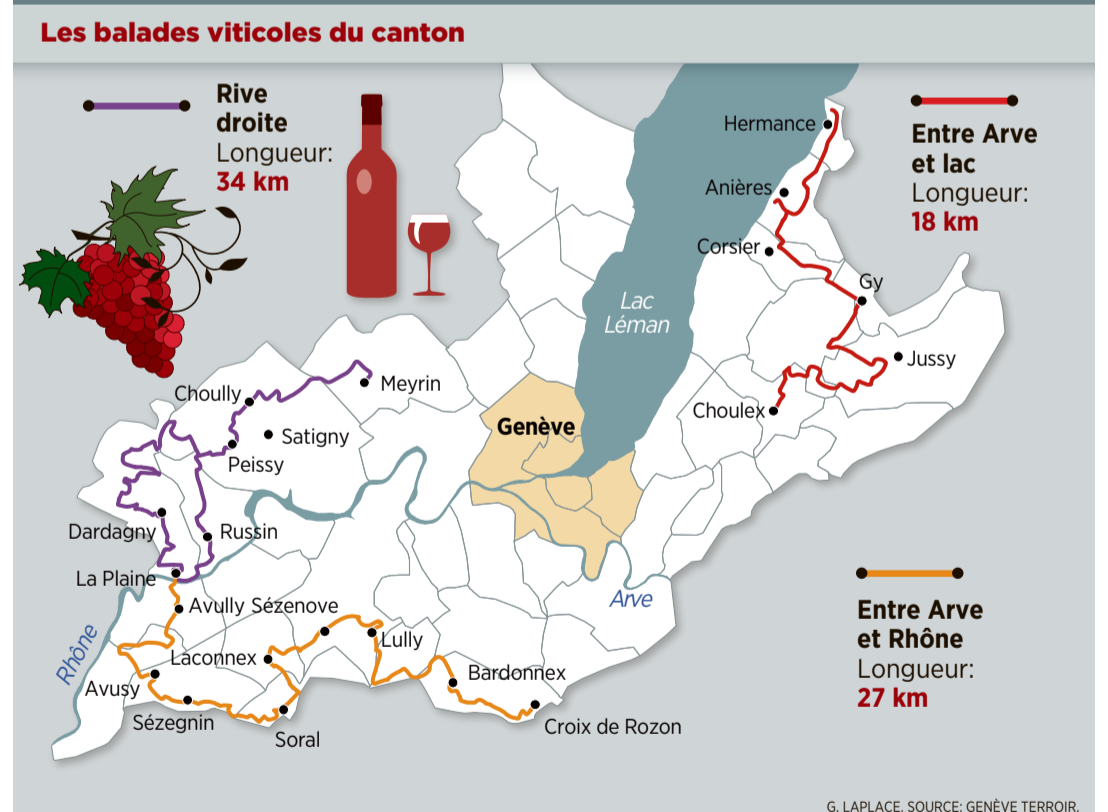 Les balades viticoles du canton
Rive
droite
Longueur:
34 km
Entre Arve
et lac
Longueur:
18 km
Hermance
Anières
Corsier
Gy
Jussy
Choulex
Lac
Léman
Genève
Meyrin
Choully
Satigny
Peissy
Dardagny
Russin
La Plaine
Avully Sézenove
Rhône
Arve
Laconnex
Lully
Avusy
Bardonnex
Sézegnin
Soral
Croix de Rozon
Entre Arve
et Rhône
Longueur:
27 km
G. LAPLACE. SOURCE: GENÈVE TERROIR.